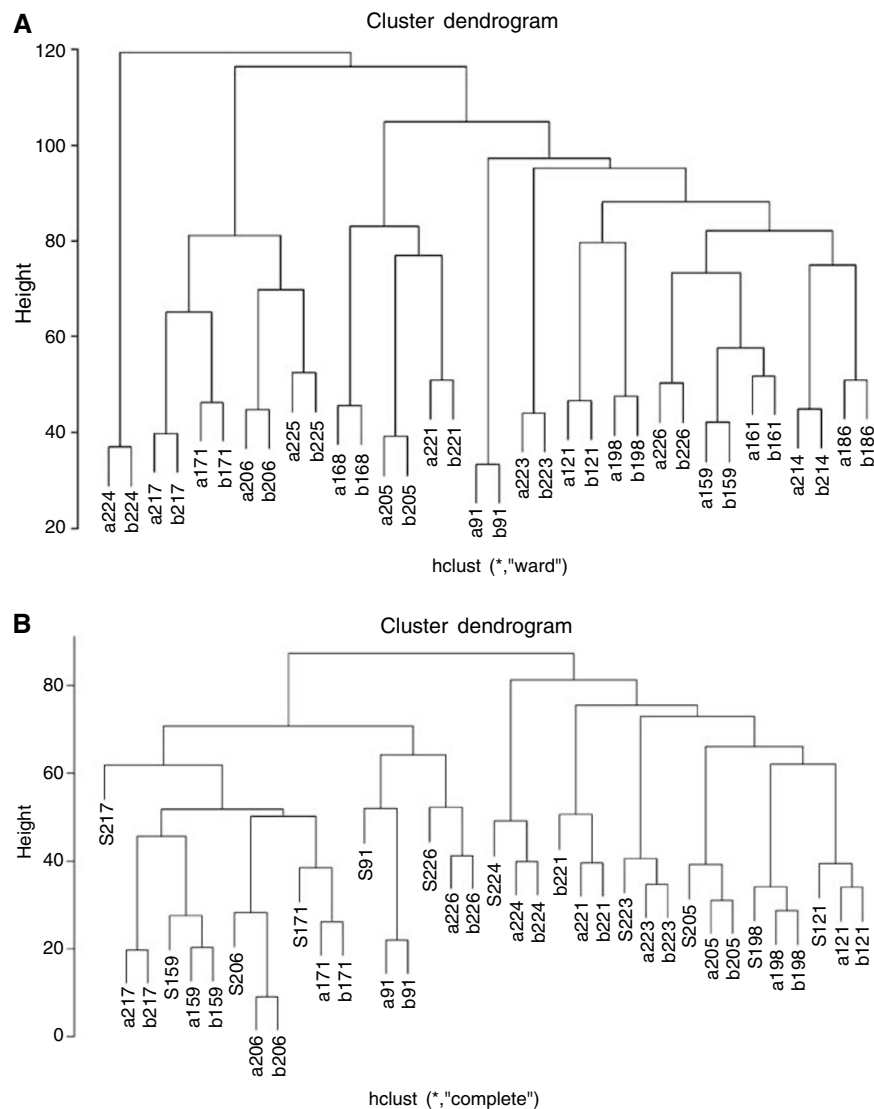 A
Cluster dendrogram
Height
120
100
80
60
40
20
a224
b224
a217
b217
a171
b171
a206
b206
a225
b225
a168
b168
a205
b205
a221
b221
a91
b91
a223
b223
a121
b121
a198
b198
a226
b226
a159
b159
a161
b161
a214
b214
a186
b186
hclust (*,"ward")
B
Cluster dendrogram
Height
80
60
40
20
0
S217
a217
b217
S159
a159
b159
S206
a206
b206
S171
a171
b171
S91
a91
b91
S226
a226
b226
S224
a224
b224
b221
a221
b221
S223
a223
b223
S205
a205
b205
S198
a198
b198
S121
a121
b121
hclust (*,"complete")